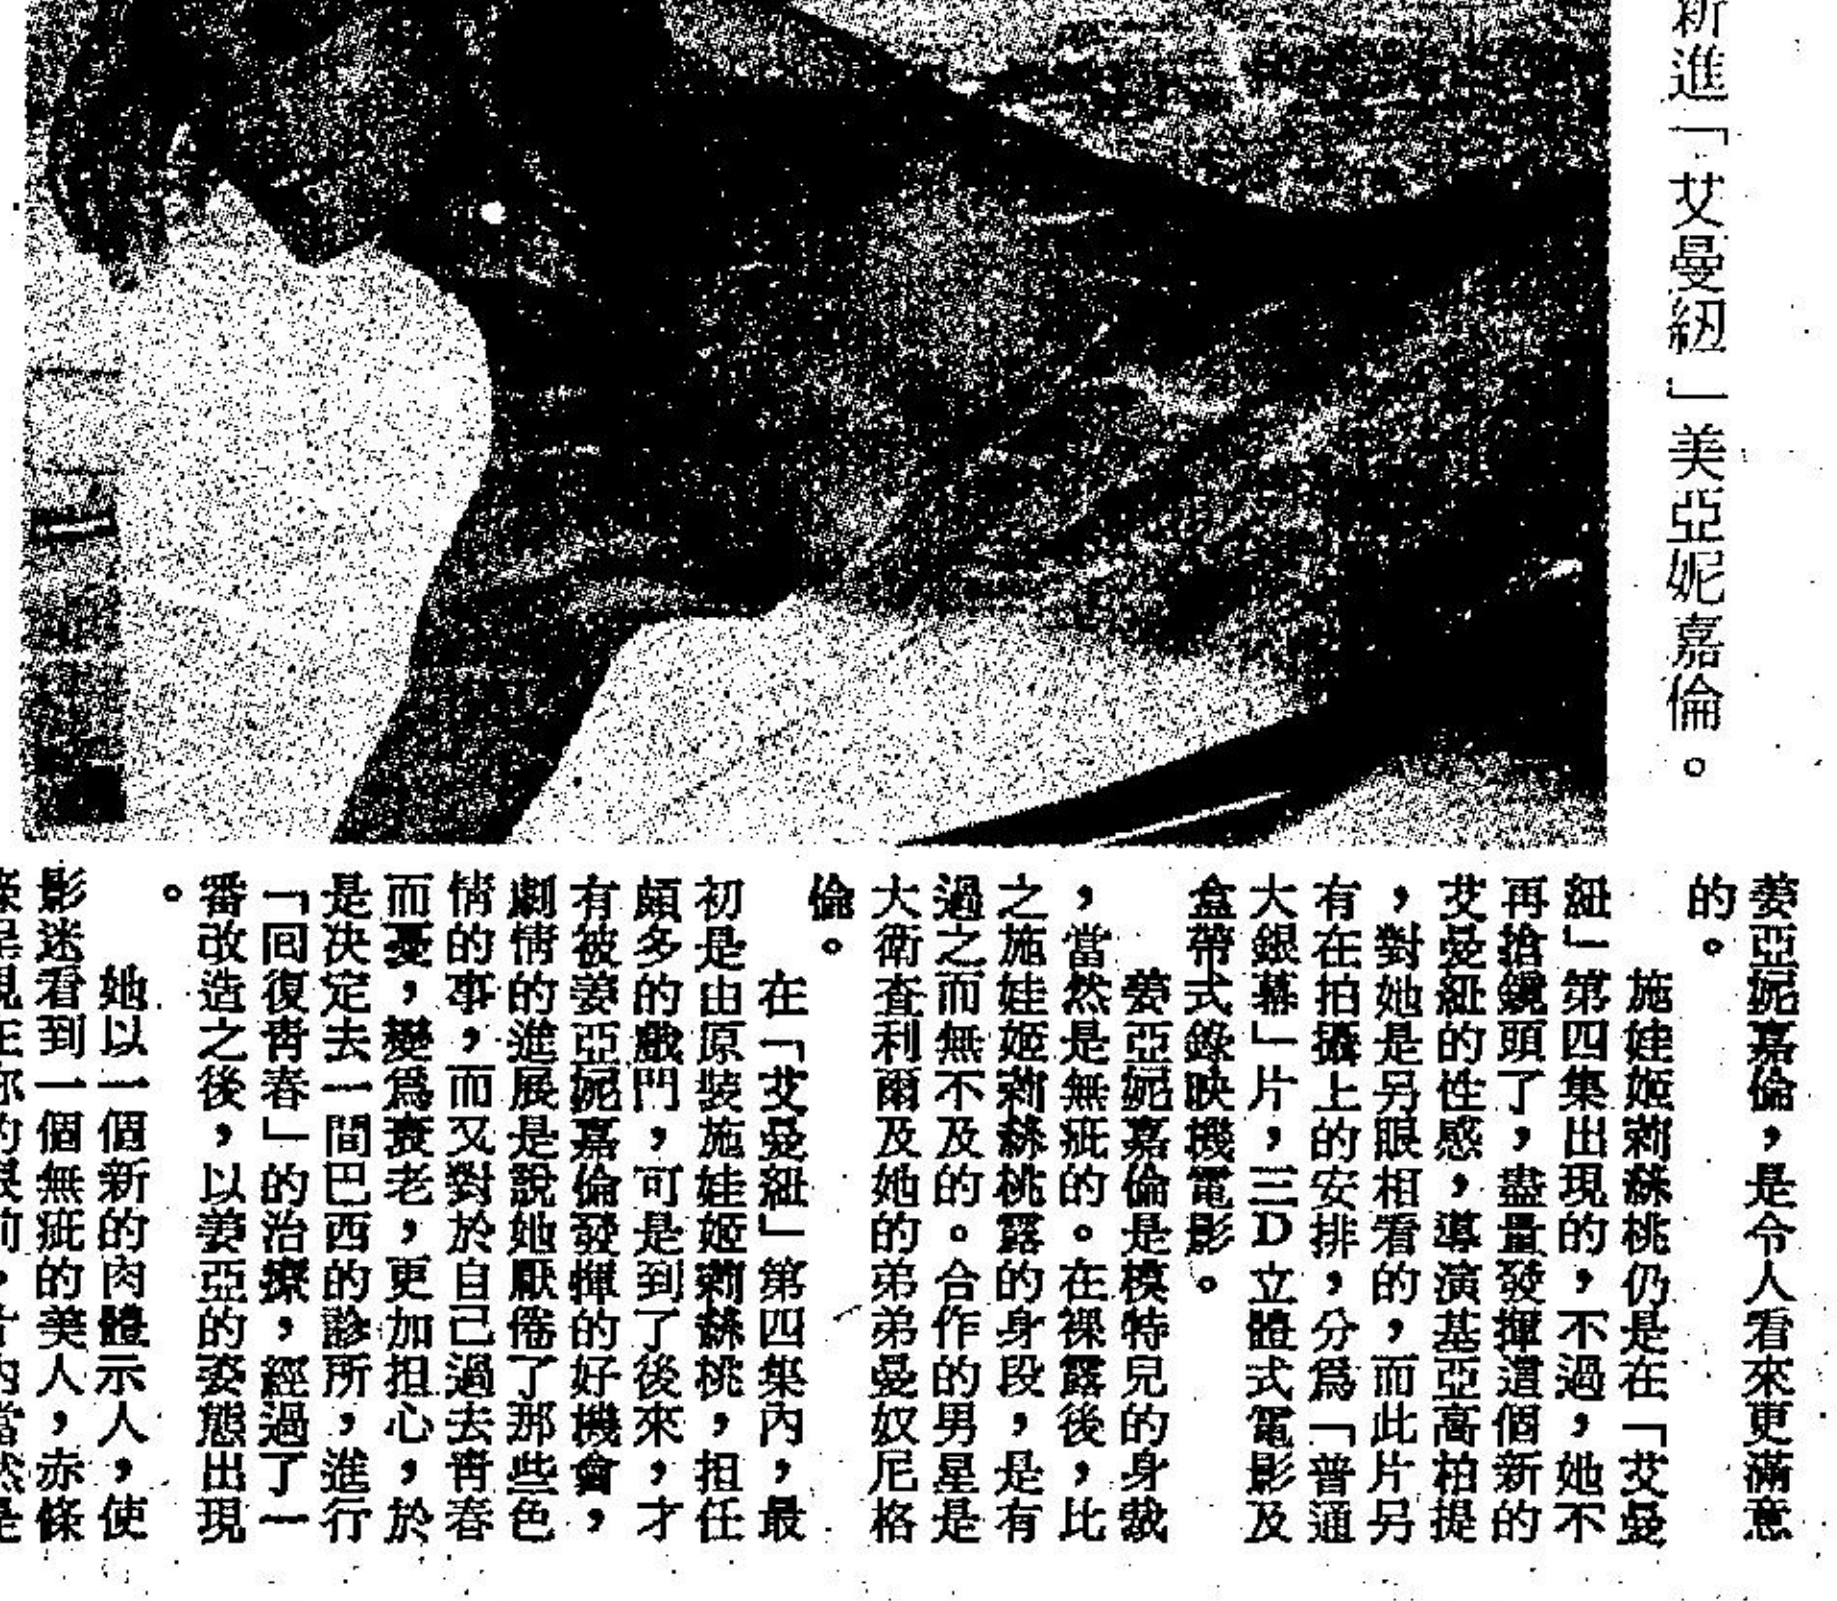 新進「艾曼紐」美亞妮嘉倫。
姜亞妮嘉倫，是令人看來更滿意
的。
施娃姬莉蘇桃仍是在「艾曼
紐」第四集出現的，不過，她不
再搶鏡頭了，盡量發揮這個新的
艾曼紐的性感，導演基亞高柏提
，對她是另眼相看的，而此片另
有在拍攝上的安排，分爲「普通
大銀幕」片，三D立體式電影及
盒帶式錄映機電影。
姜亞妮嘉倫是模特兒的身裁
，當然是無疵的。在裸露後，比
之施娃姬莉蘇桃露的身段，是有
過之而無不及的。合作的男星是
大衛查利爾及她的弟弟曼奴尼格
倫。
在「艾曼紐」第四集內，最
初是由原裝施娃姬莉蘇桃，担任
頗多的戲門，可是到了後來，才
有被姜亞妮嘉倫發揮的好機會，
劇情的進展是說她厭倦了那些色
情的事，而又對於自己過去靑春
而憂，變爲衰老，更加担心，於
是决定去一間巴西的診所，進行
「囘復靑春」的治療，經過了一
番改造之後，以姜亞的姿態出現
。
她以一個新的肉體示人，使
影迷看到一個無疵的美人，赤條